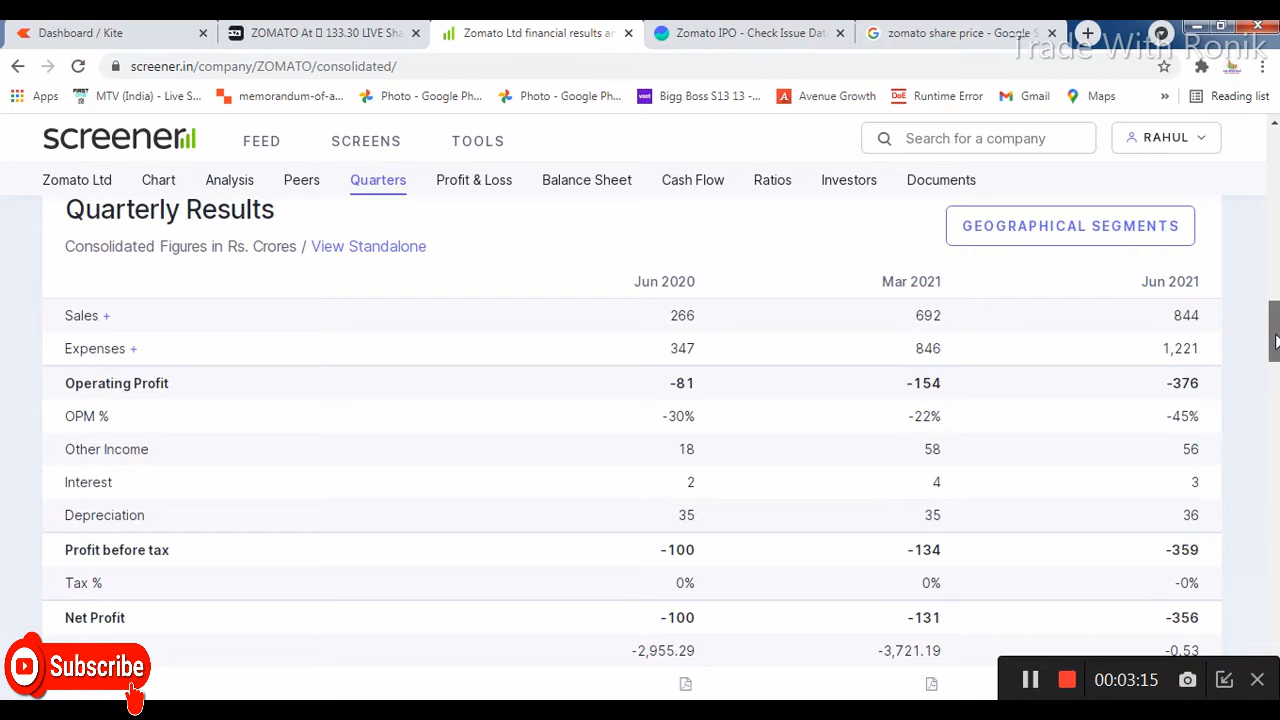 Dashboard / Kite
ZOMATO At ▯ 133.30 LIVE Sha
Zomato Ltd financial results an
Zomato IPO - Check Issue Dat
zomato share price - Google S
Trade With Ronik
screener.in/company/ZOMATO/consolidated/
Apps
MTV (India) - Live S...
memorandum-of-a...
Photo - Google Ph...
Photo - Google Ph...
voot
Bigg Boss S13 13 -...
Avenue Growth
Runtime Error
Gmail
Maps
»
Reading list
screener
FEED
SCREENS
TOOLS
Search for a company
RAHUL
Zomato Ltd
Chart
Analysis
Peers
Quarters
Profit & Loss
Balance Sheet
Cash Flow
Ratios
Investors
Documents
Quarterly Results
GEOGRAPHICAL SEGMENTS
Consolidated Figures in Rs. Crores / View Standalone
Jun 2020 Mar 2021 Jun 2021
Sales + 266 692 844
Expenses + 347 846 1,221
Operating Profit -81 -154 -376
OPM % -30% -22% -45%
Other Income 18 58 56
Interest 2 4 3
Depreciation 35 35 36
Profit before tax -100 -134 -359
Tax % 0% 0% -0%
Net Profit -100 -131 -356
-2,955.29 -3,721.19 -0.53
Subscribe
00:03:15